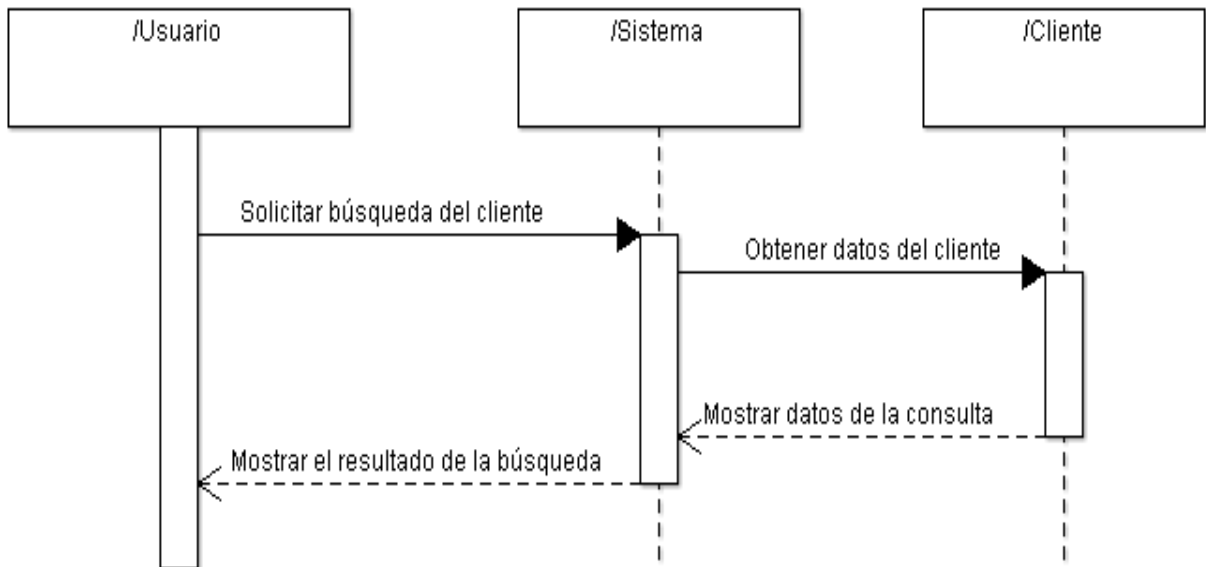 /Usuario
/Sistema
/Cliente
Solicitar búsqueda del cliente
Obtener datos del cliente
Mostrar datos de la consulta
Mostrar el resultado de la búsqueda